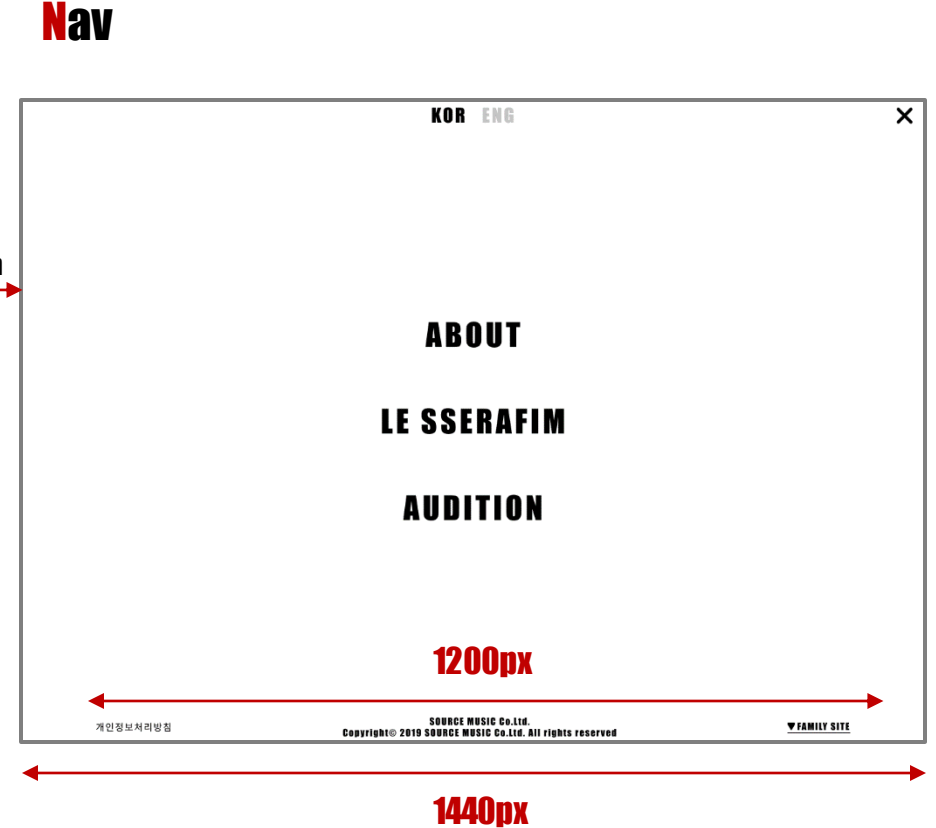 Nav
KOR ENG
ABOUT
LE SSERAFIM
AUDITION
1200px
개인정보처리방침
SOURCE MUSIC Co.Ltd.
Copyright© 2019 SOURCE MUSIC Co.Ltd. All rights reserved
▼FAMILY SITE
1440px